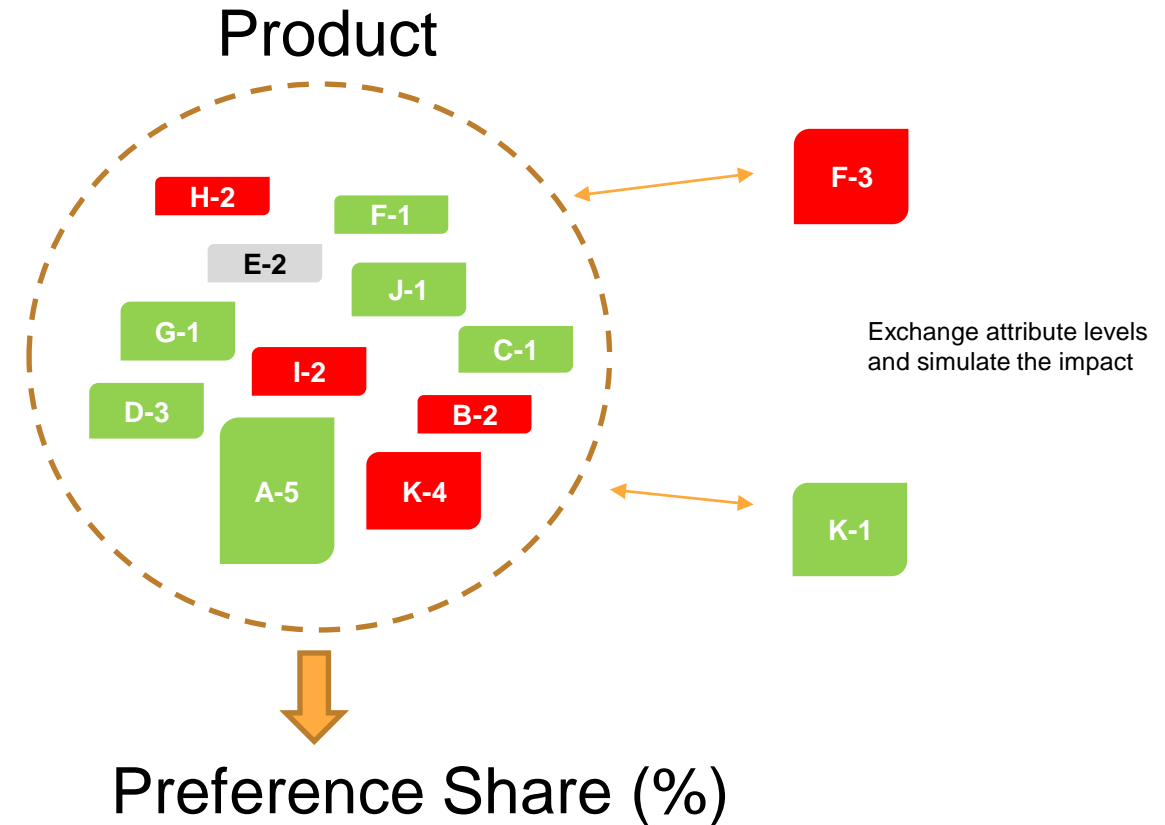 Product
H-2
F-1
E-2
J-1
G-1
C-1
I-2
D-3
B-2
A-5
K-4
F-3
Exchange attribute levels
and simulate the impact
K-1
Preference Share (%)